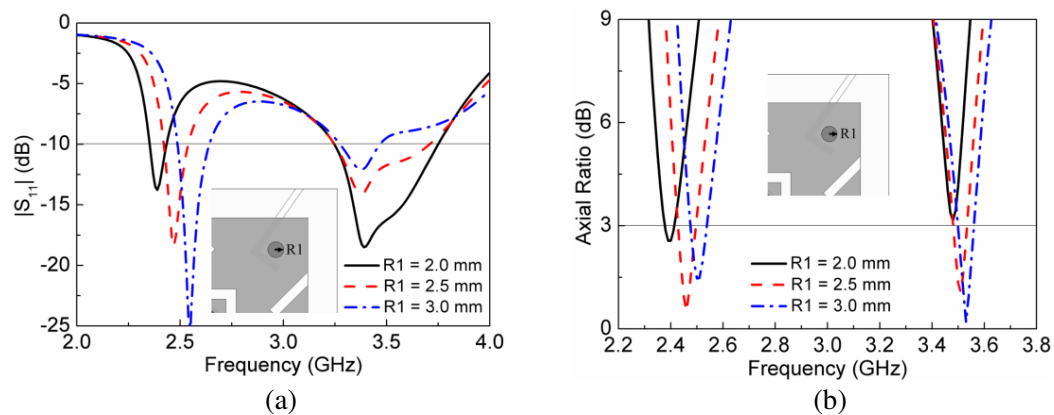 0
-5
-10
-15
-20
-25
|S11| (dB)
R1
R1 = 2.0 mm
R1 = 2.5 mm
R1 = 3.0 mm
2.0 2.5 3.0 3.5 4.0
Frequency (GHz)
(a)
9
6
3
0
Axial Ratio (dB)
R1
R1 = 2.0 mm
R1 = 2.5 mm
R1 = 3.0 mm
2.2 2.4 2.6 2.8 3.0 3.2 3.4 3.6 3.8
Frequency (GHz)
(b)